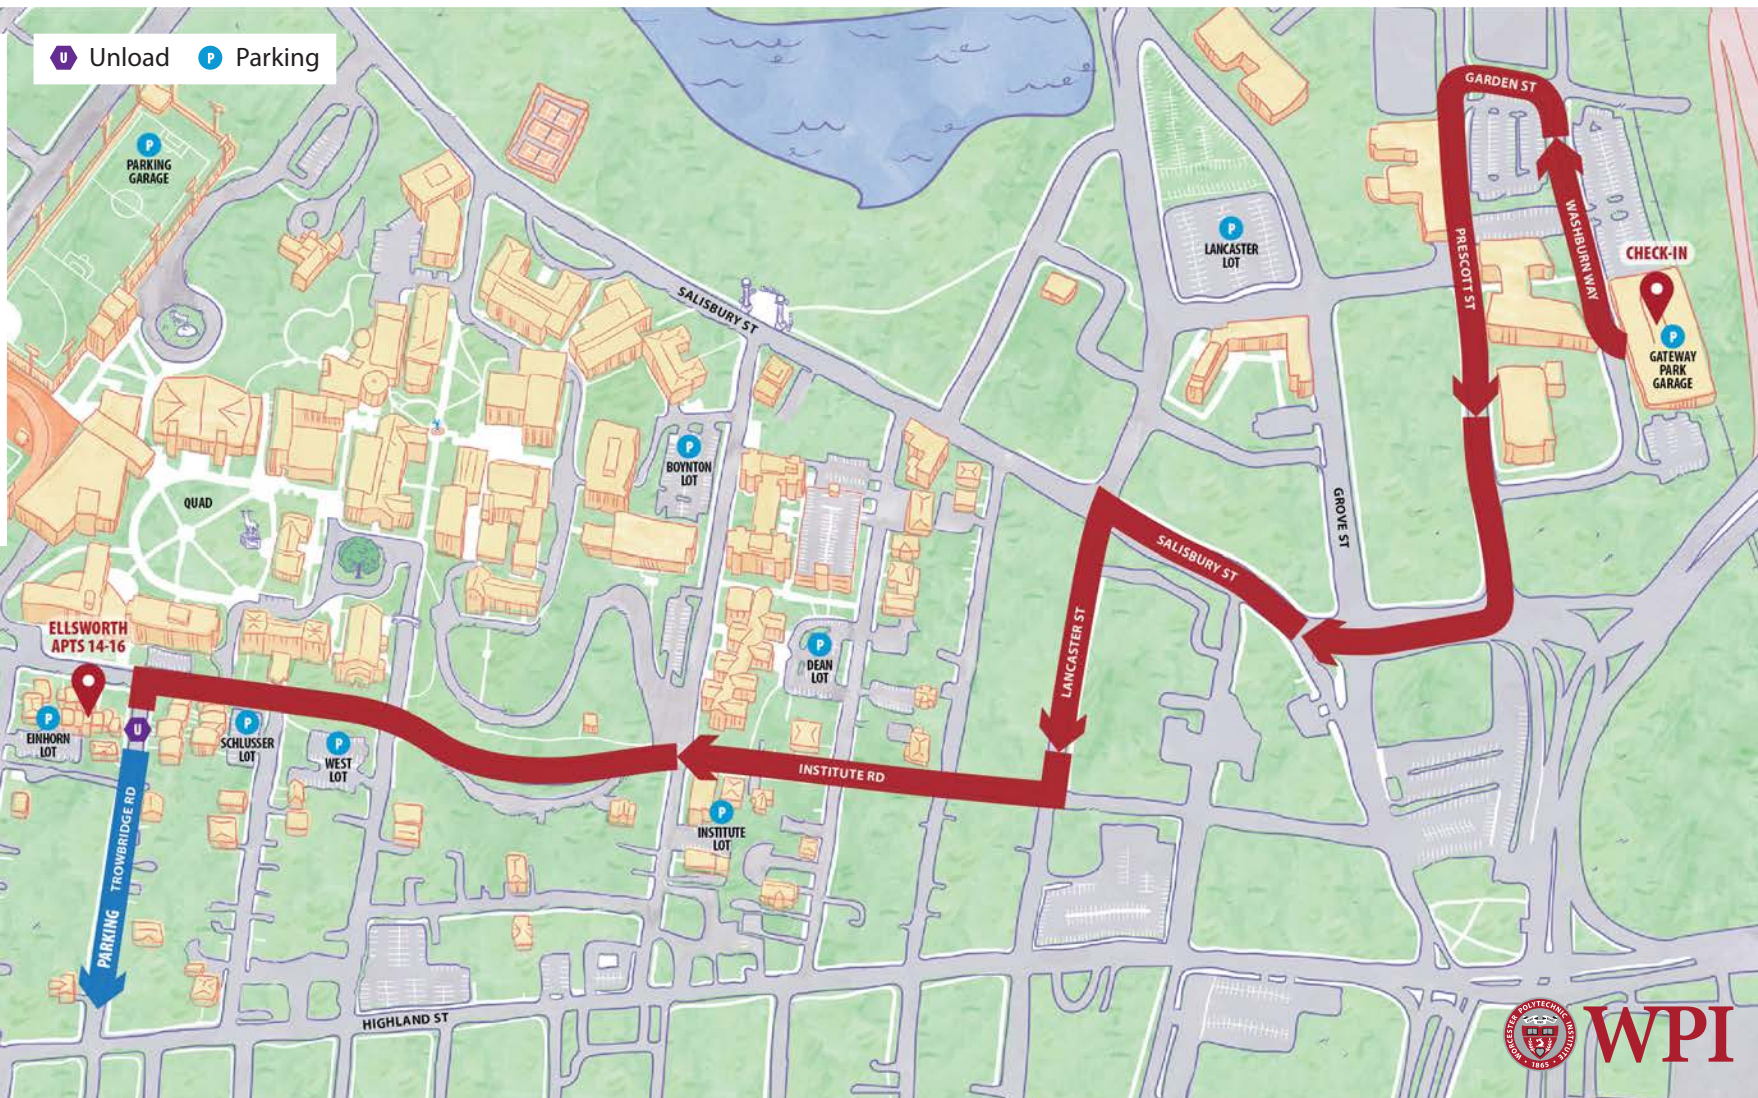 U Unload P Parking
P
PARKING
GARAGE
GARDEN ST
WASHBURN WAY
PRESCOTT ST
CHECK-IN
P
GATEWAY
PARK
GARAGE
P
LANCASTER
LOT
SALISBURY ST
P
BOYNTON
LOT
QUAD
GROVE ST
SALISBURY ST
LANCASTER ST
ELLSWORTH
APTS 14-16
P
DEAN
LOT
P
EINHORN
LOT
U
P
SCHLUSSER
LOT
P
WEST
LOT
INSTITUTE RD
P
INSTITUTE
LOT
PARKING TROWBRIDGE RD
HIGHLAND ST
WORCESTER POLYTECHNIC INSTITUTE
1865
WPI